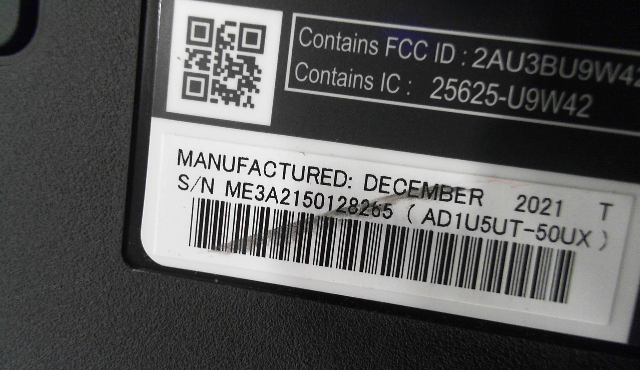 Contains FCC ID : 2AU3BU9W42
Contains IC : 25625-U9W42
MANUFACTURED: DECEMBER 2021 T
S/N ME3A2150128265 ( AD1U5UT-50UX )